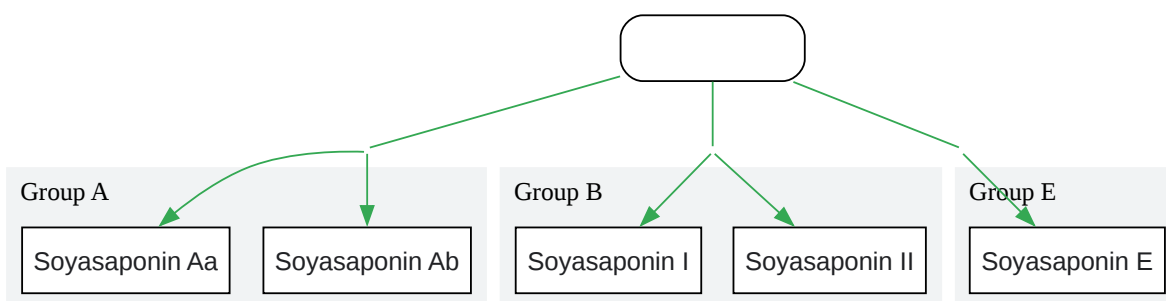 Group A
Group B
Group E
Soyasaponin Aa
Soyasaponin Ab
Soyasaponin I
Soyasaponin II
Soyasaponin E